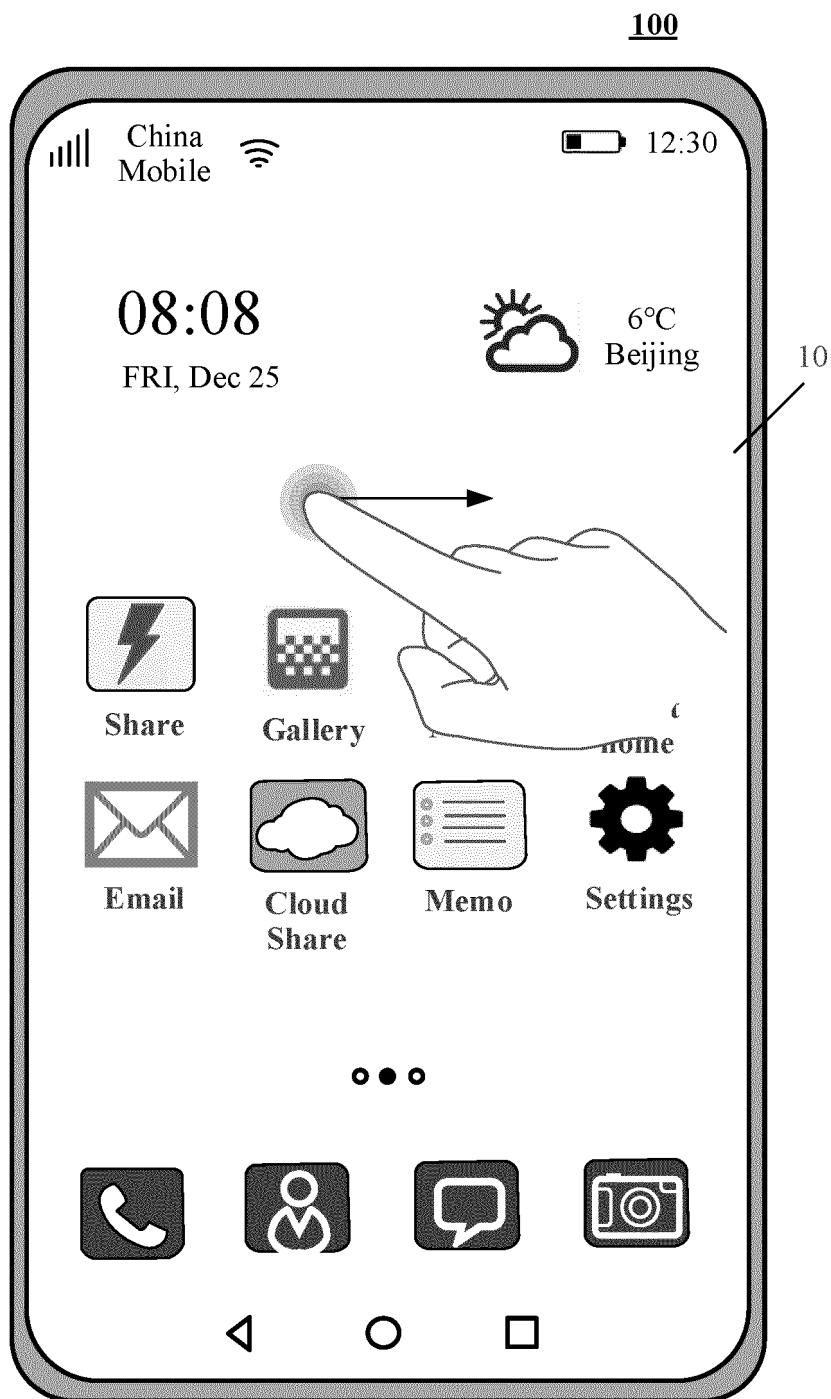 100
China
Mobile
12:30
08:08
FRI, Dec 25
6°C
Beijing
10
Share
Gallery
home
Email
Cloud
Share
Memo
Settings